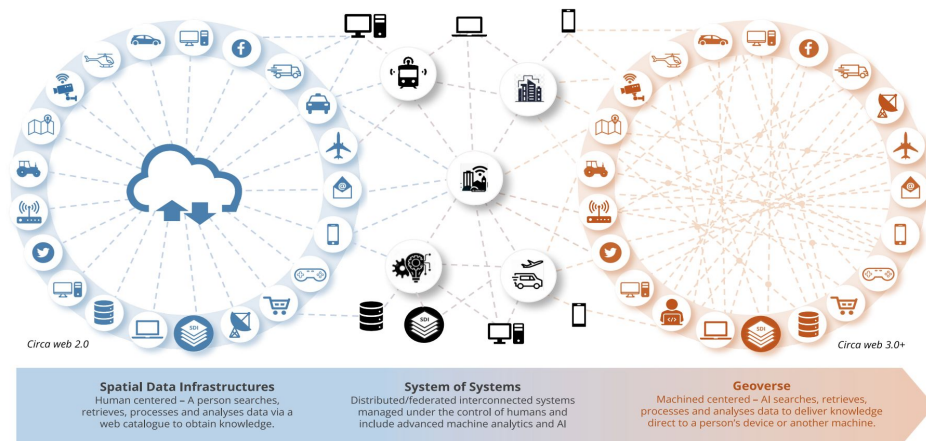 SDI
SDI
SDI
Circa web 2.0
Circa web 3.0+
Spatial Data Infrastructures
Human centered – A person searches,
retrieves, processes and analyses data via a
web catalogue to obtain knowledge.
System of Systems
Distributed/federated interconnected systems
managed under the control of humans and
include advanced machine analytics and AI
Geoverse
Machined centered – AI searches, retrieves,
processes and analyses data to deliver knowledge
direct to a person's device or another machine.